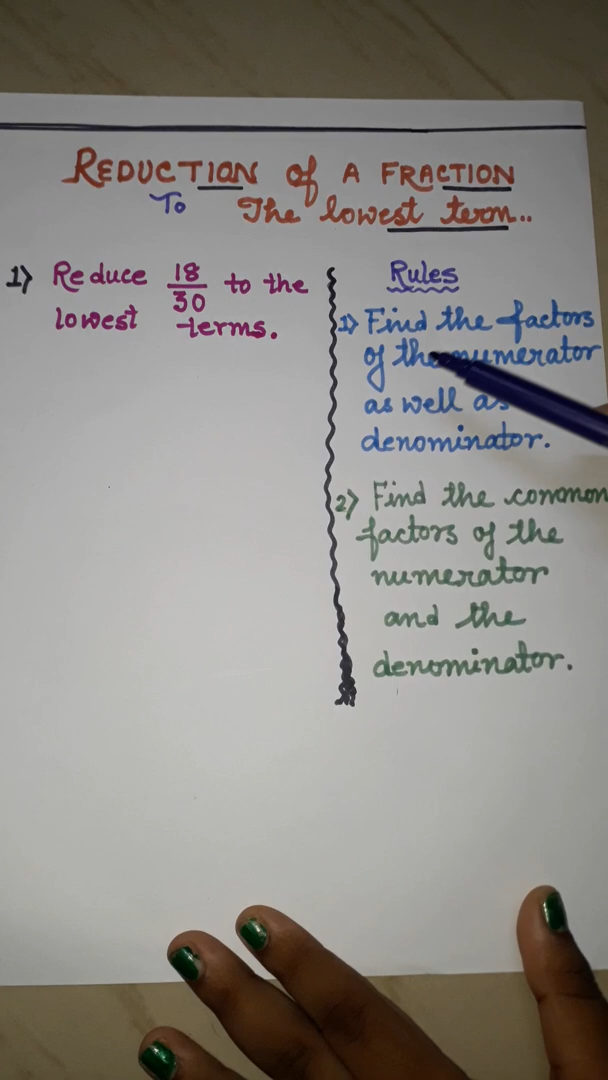 REDUCTION of A FRACTION
To The lowest term..
1) Reduce 18/30 to the
lowest terms.
Rules
1) Find the factors
of the numerator
as well as
denominator.
2) Find the common
factors of the
numerator
and the
denominator.